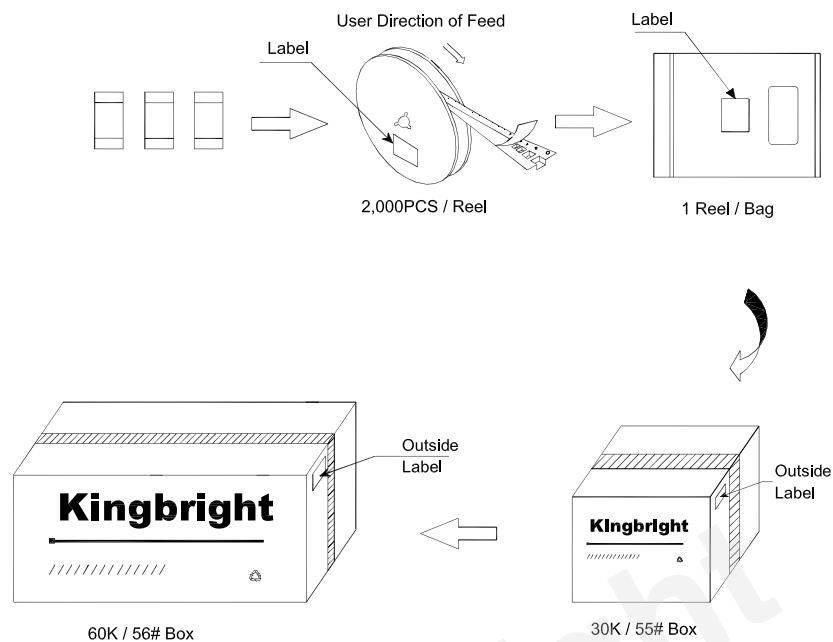 User Direction of Feed
Label
Label
2,000PCS / Reel
1 Reel / Bag
Outside
Label
Kingbright
60K / 56# Box
Outside
Label
Kingbright
30K / 55# Box